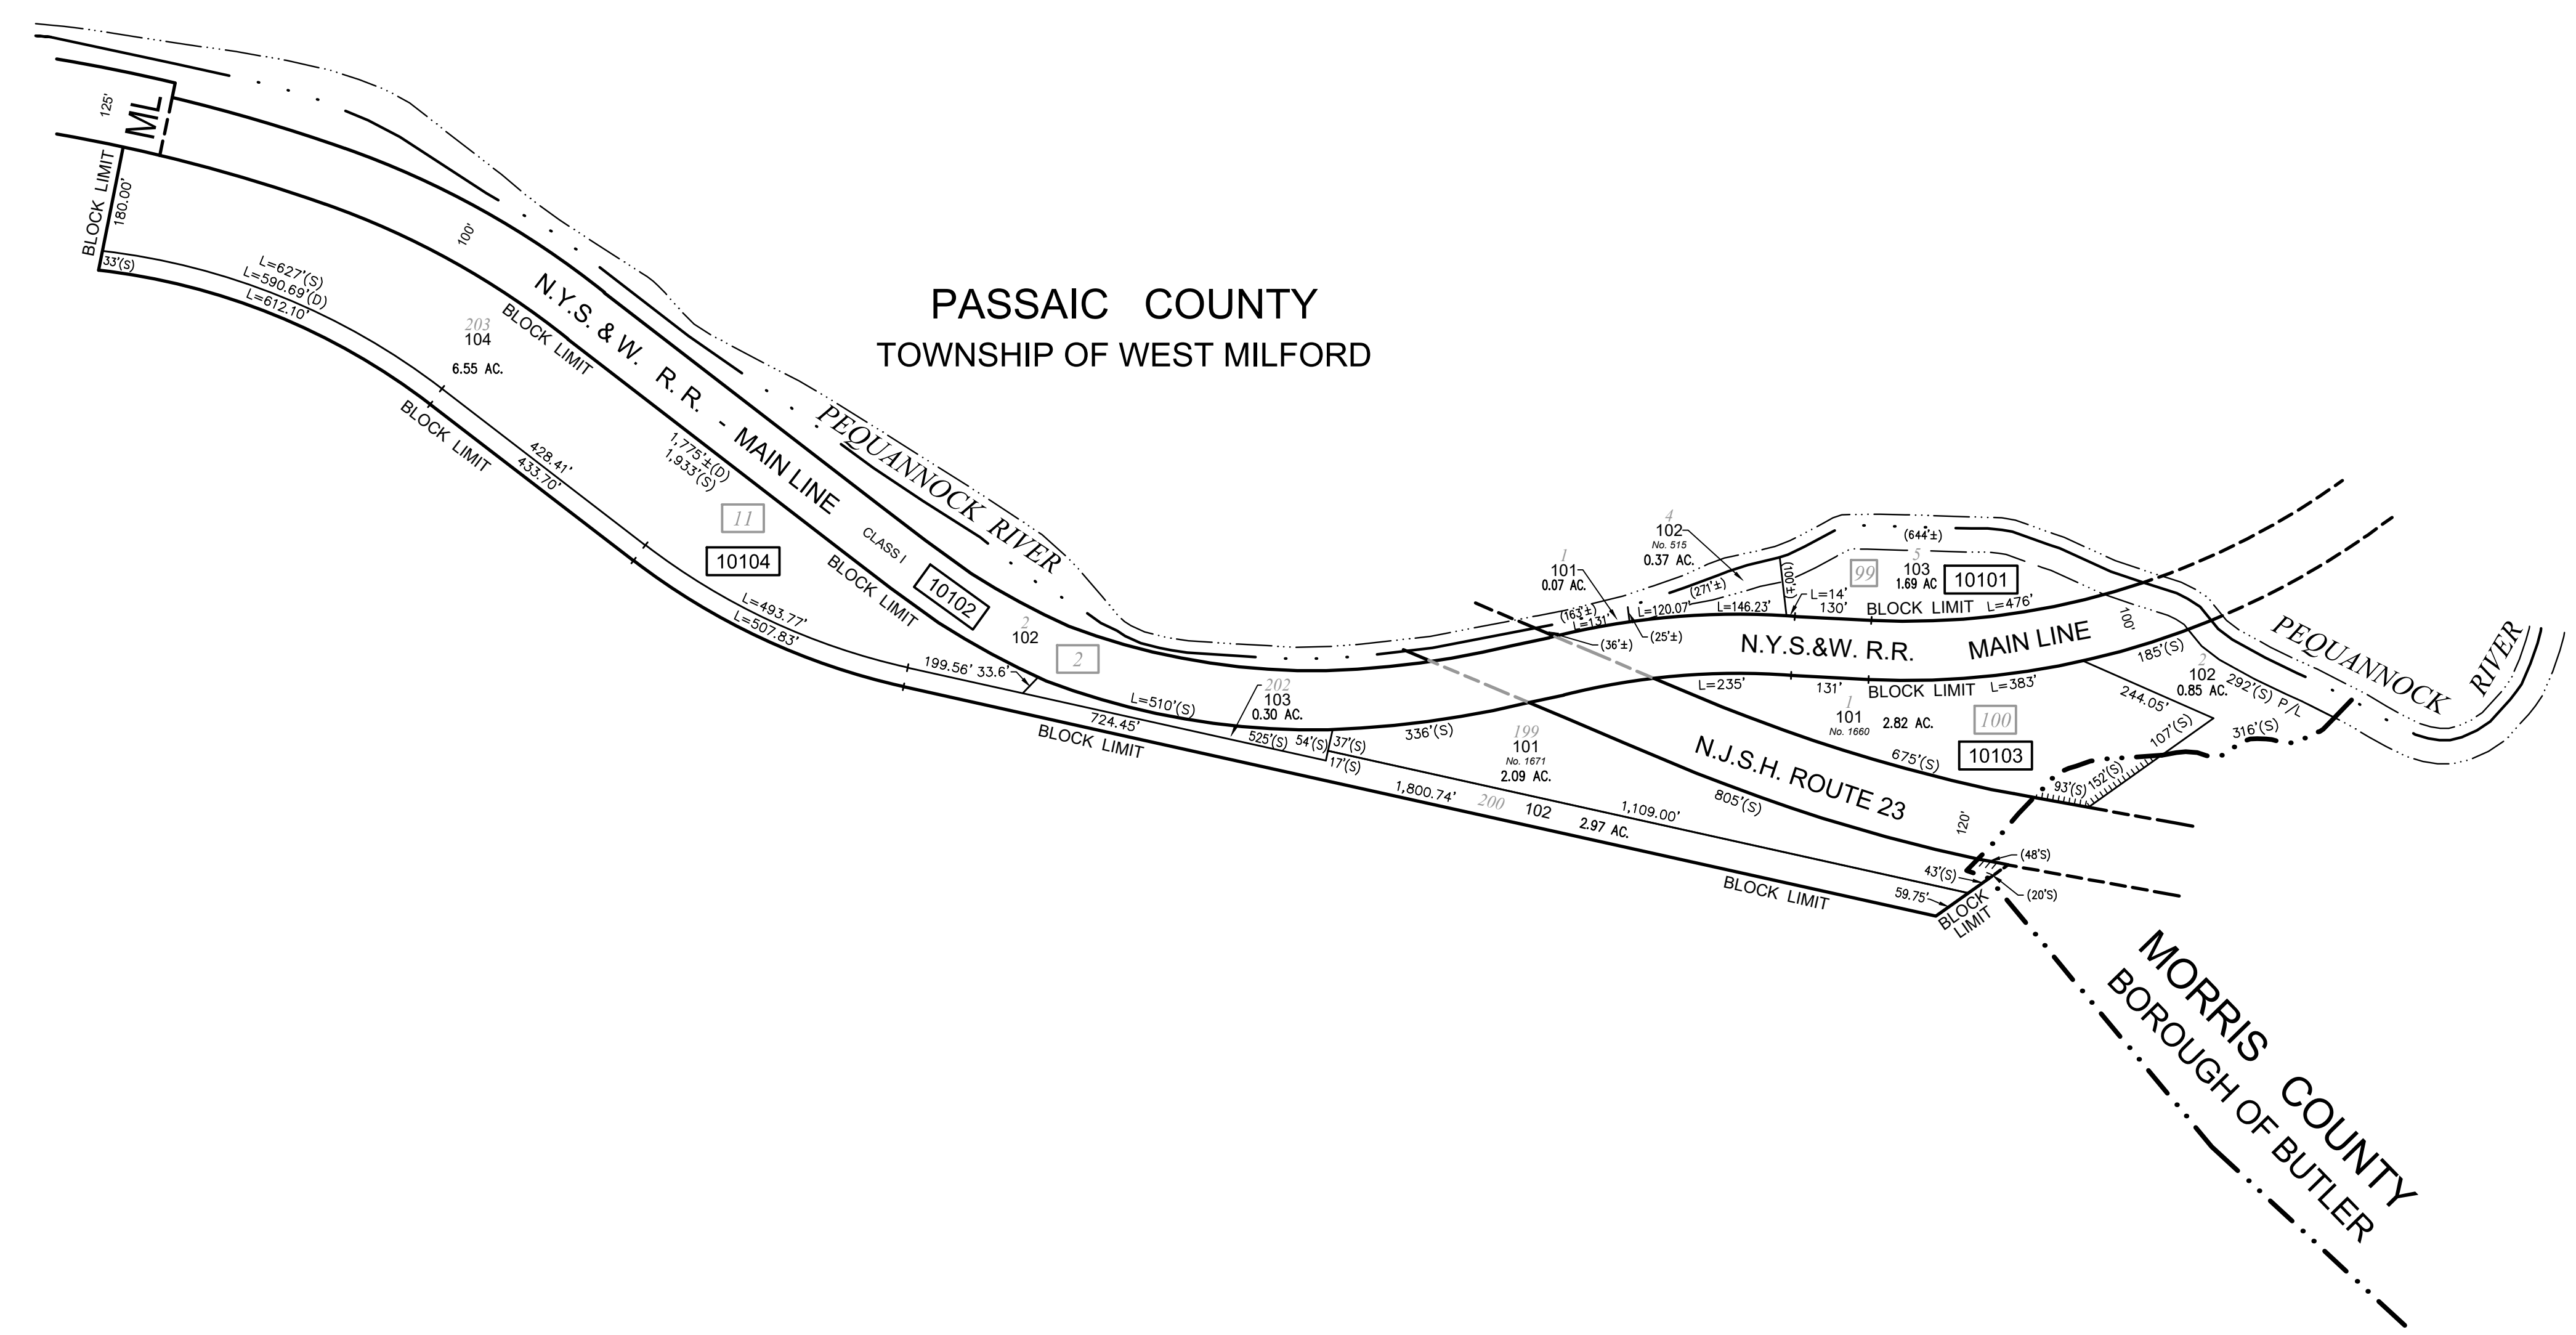 125'
ML
BLOCK LIMIT
180.00'
33'(S)
L=627'(S)
L=590.69'(D)
L=612.10'
203
104
6.55 AC.
100'
N.Y.S. & W. R. R. - MAIN LINE
BLOCK LIMIT
BLOCK LIMIT
428.41'
433.70'
1,775'±(D)
1,933'(S)
11
10104
CLASS I
BLOCK LIMIT
10102
PASSAIC COUNTY
TOWNSHIP OF WEST MILFORD
PEQUANNOCK RIVER
L=493.77'
L=507.83'
2
102
2
199.56'
33.6'
L=510'(S)
724.45'
BLOCK LIMIT
202
103
0.30 AC.
525'(S)
54'(S)
37'(S)
17'(S)
336'(S)
199
101
No. 1671
2.09 AC.
1,800.74'
200
102
2.97 AC.
1,109.00'
BLOCK LIMIT
1
101
0.07 AC.
(163'±)
L=131'
(36'±)
(25'±)
4
102
No. 515
0.37 AC.
(271'±)
L=120.07'
L=146.23'
(100'±)
L=14'
130'
99
(644'±)
5
103
1.69 AC
10101
BLOCK LIMIT
L=476'
N.Y.S.&W. R.R. MAIN LINE
100'
L=235'
131'
BLOCK LIMIT
L=383'
185'(S)
1
101
No. 1660
2.82 AC.
100
10103
675'(S)
N.J.S.H. ROUTE 23
805'(S)
120'
2
102
0.85 AC.
244.05'
292'(S) P/L
107'(S)
316'(S)
93'(S)
152'(S)
PEQUANNOCK
RIVER
(48'S)
43'(S)
59.75'
(20'S)
BLOCK
LIMIT
MORRIS COUNTY
BOROUGH OF BUTLER